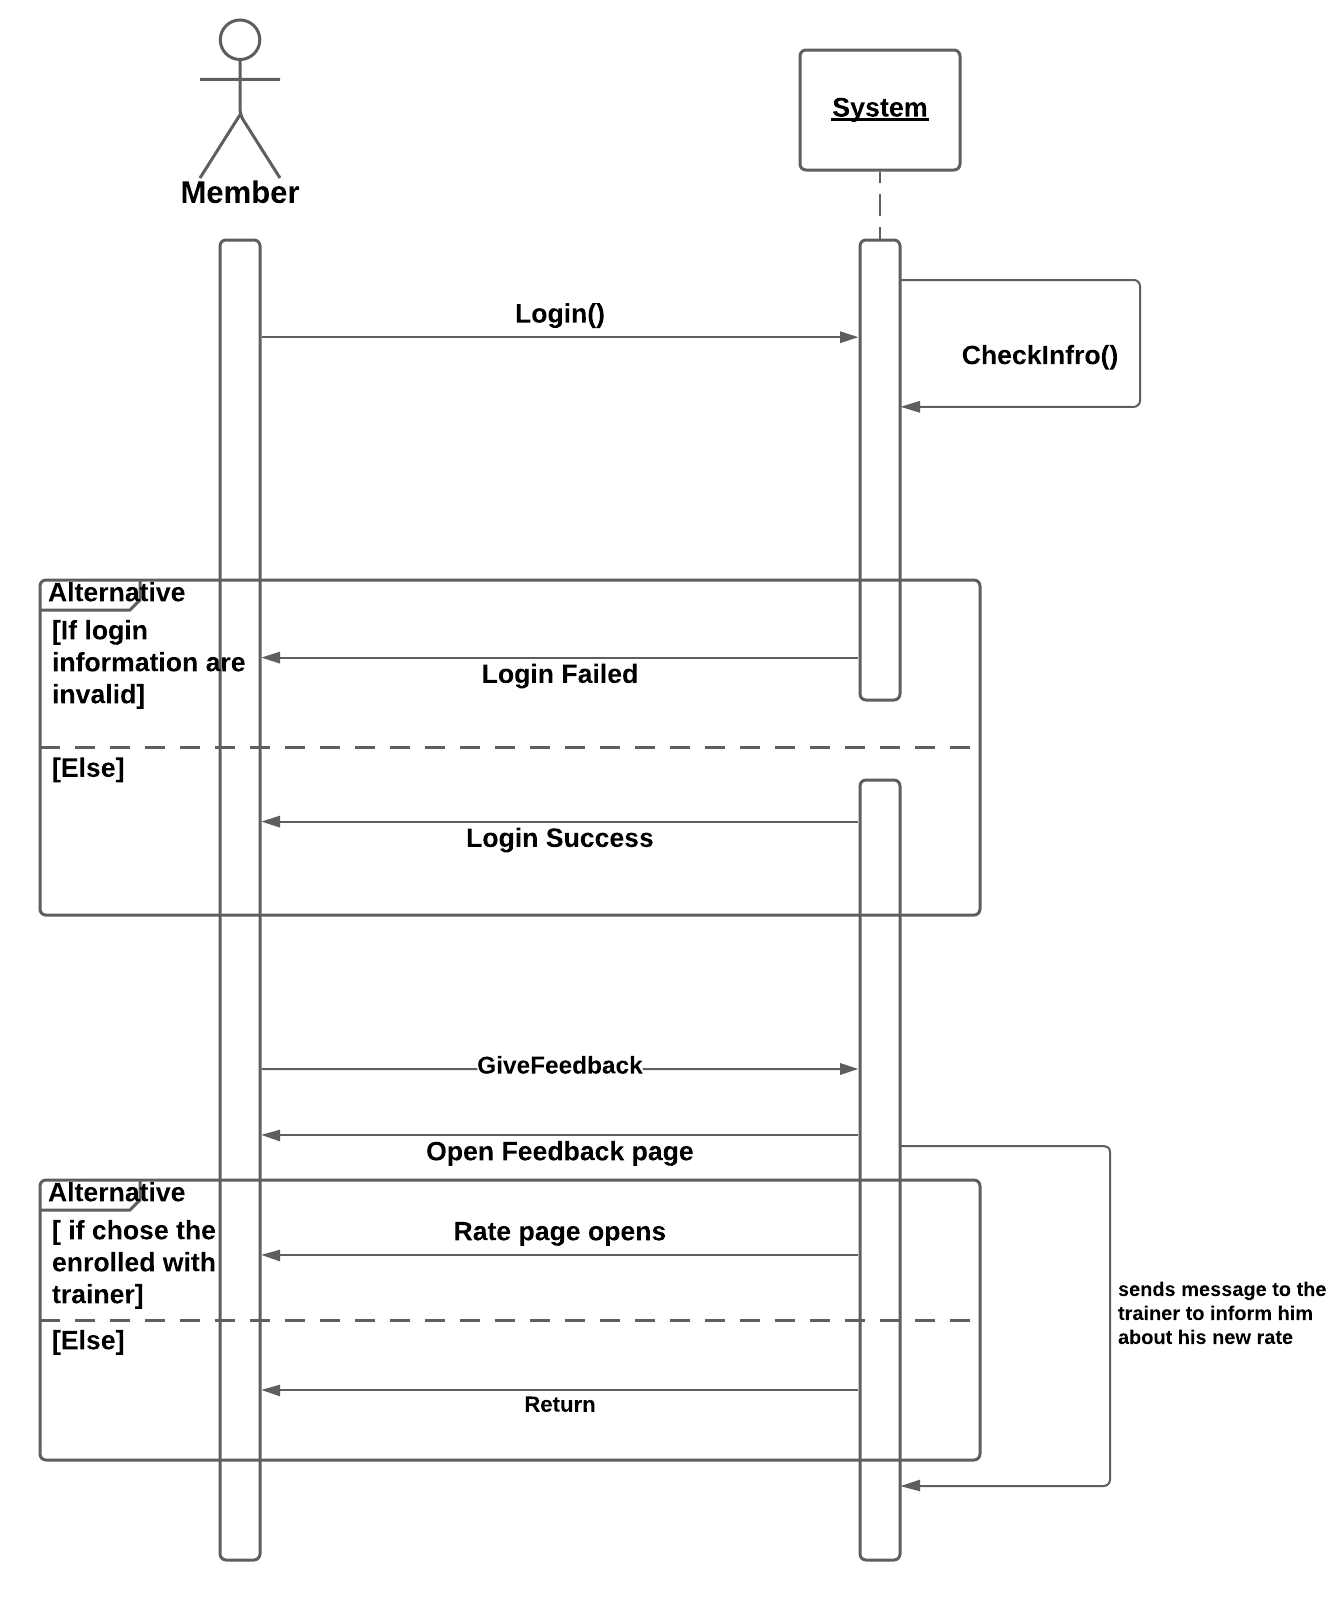 Member
System
Login()
CheckInfro()
Alternative
[If login
information are
invalid]
Login Failed
[Else]
Login Success
GiveFeedback
Open Feedback page
Alternative
[ if chose the
enrolled with
trainer]
Rate page opens
sends message to the
trainer to inform him
about his new rate
[Else]
Return